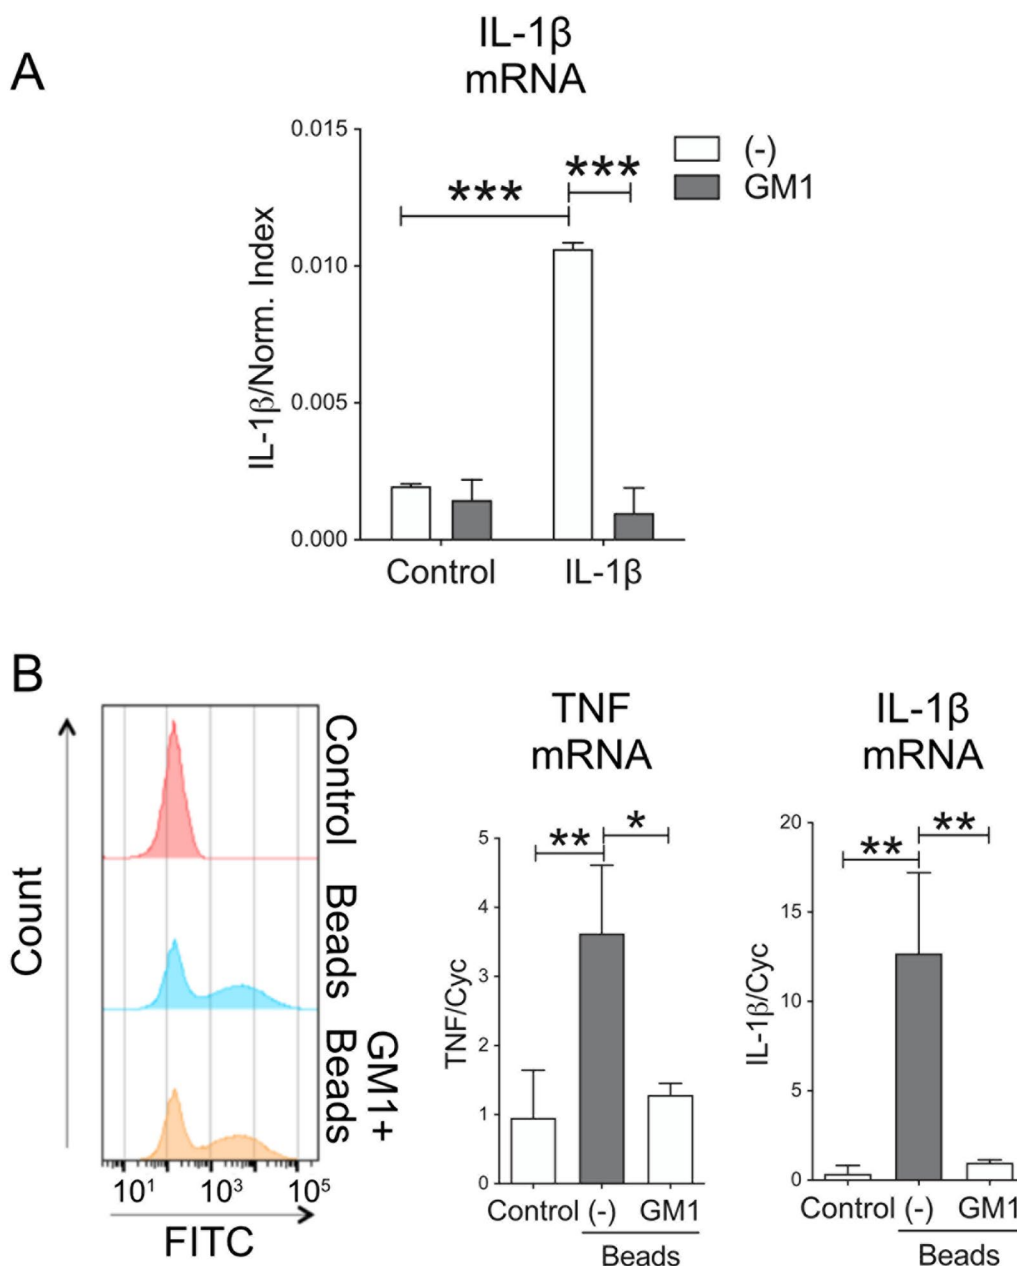 A
IL-1β
mRNA
0.015
0.010
0.005
0.000
IL-1β/Norm. Index
***
***
(-)
GM1
Control
IL-1β
B
Count
Control
Beads
GM1+
Beads
10¹
10³
10⁵
FITC
TNF
mRNA
5
4
3
2
1
0
TNF/Cyc
**
*
Control (-) GM1
Beads
IL-1β
mRNA
20
15
10
5
0
IL-1β/Cyc
**
**
Control (-) GM1
Beads